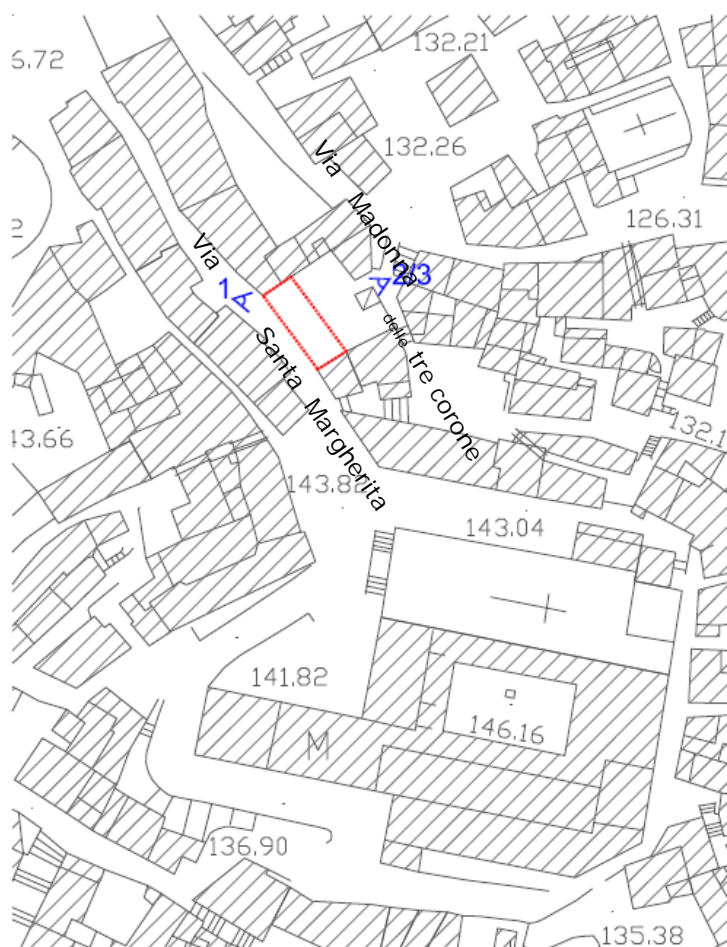 132.21
6.72
Via
132.26
Madonna
126.31
Via
1
2/3
2
delle
Santa
tre corone
Margherita
132.1
43.66
143.82
143.04
141.82
146.16
M
136.90
135.38